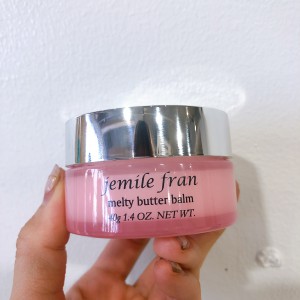 jemile fran
melty butter balm
40g 1.4 OZ. NET WT.